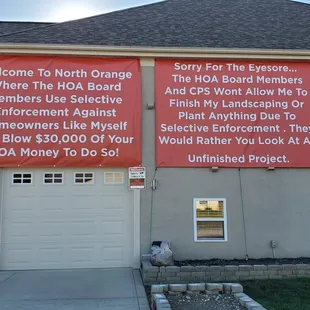 lcome To North Orange
Where The HOA Board
embers Use Selective
Enforcement Against
meowners Like Myself
Blow $30,000 Of Your
OA Money To Do So!
Sorry For The Eyesore...
The HOA Board Members
And CPS Wont Allow Me To
Finish My Landscaping Or
Plant Anything Due To
Selective Enforcement . They
Would Rather You Look At A
Unfinished Project.